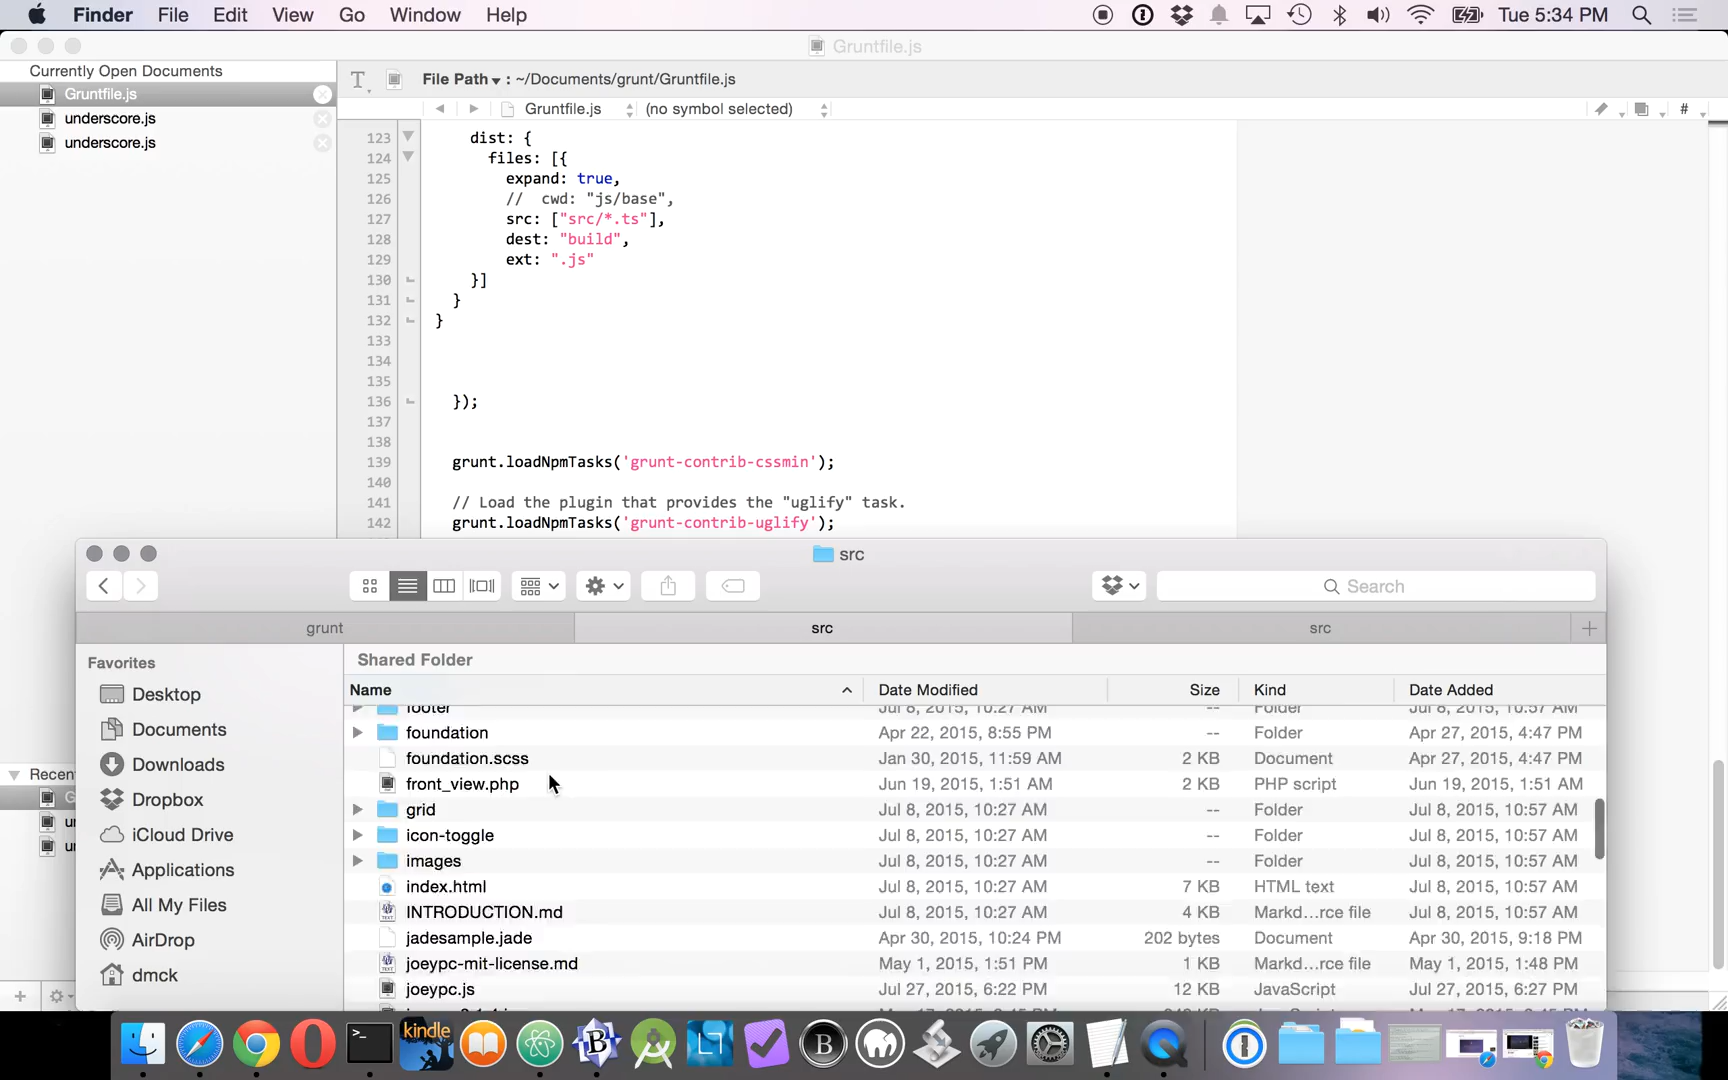 Finder File Edit View Go Window Help Tue 5:34 PM
Gruntfile.js
Currently Open Documents
Gruntfile.js
underscore.js
underscore.js
File Path : ~/Documents/grunt/Gruntfile.js
Gruntfile.js (no symbol selected) #
123 dist: {
124 files: [{
125 expand: true,
126 // cwd: "js/base",
127 src: ["src/*.ts"],
128 dest: "build",
129 ext: ".js"
130 }]
131 }
132 }
133
134
135
136 });
137
138
139 grunt.loadNpmTasks('grunt-contrib-cssmin');
140
141 // Load the plugin that provides the "uglify" task.
142 grunt.loadNpmTasks('grunt-contrib-uglify');
src
Search
grunt src src
Recen
Favorites
Desktop
Documents
Downloads
Dropbox
iCloud Drive
Applications
All My Files
AirDrop
dmck
Shared Folder
Name Date Modified Size Kind Date Added
footer Jul 8, 2015, 10:27 AM -- Folder Jul 8, 2015, 10:57 AM
foundation Apr 22, 2015, 8:55 PM -- Folder Apr 27, 2015, 4:47 PM
foundation.scss Jan 30, 2015, 11:59 AM 2 KB Document Apr 27, 2015, 4:47 PM
front_view.php Jun 19, 2015, 1:51 AM 2 KB PHP script Jun 19, 2015, 1:51 AM
grid Jul 8, 2015, 10:27 AM -- Folder Jul 8, 2015, 10:57 AM
icon-toggle Jul 8, 2015, 10:27 AM -- Folder Jul 8, 2015, 10:57 AM
images Jul 8, 2015, 10:27 AM -- Folder Jul 8, 2015, 10:57 AM
index.html Jul 8, 2015, 10:27 AM 7 KB HTML text Jul 8, 2015, 10:57 AM
INTRODUCTION.md Jul 8, 2015, 10:27 AM 4 KB Markd...rce file Jul 8, 2015, 10:57 AM
jadesample.jade Apr 30, 2015, 10:24 PM 202 bytes Document Apr 30, 2015, 9:18 PM
joeypc-mit-license.md May 1, 2015, 1:51 PM 1 KB Markd...rce file May 1, 2015, 1:48 PM
joeypc.js Jul 27, 2015, 6:22 PM 12 KB JavaScript Jul 27, 2015, 6:27 PM
kindle